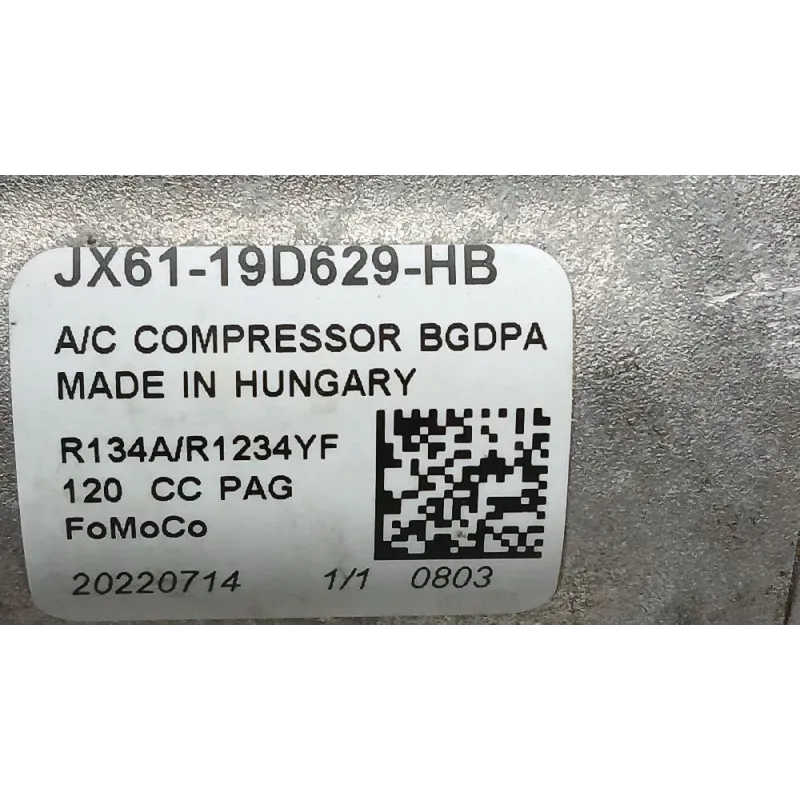 JX61-19D629-HB
A/C COMPRESSOR BGDPA
MADE IN HUNGARY
R134A/R1234YF
120 CC PAG
FoMoCo
20220714 1/1 0803